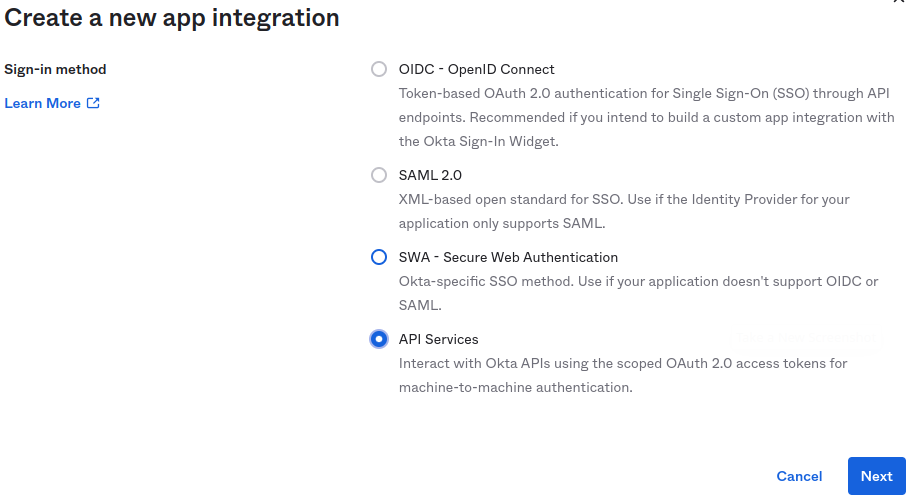 Create a new app integration
Sign-in method
Learn More
OIDC - OpenID Connect
Token-based OAuth 2.0 authentication for Single Sign-On (SSO) through API
endpoints. Recommended if you intend to build a custom app integration with
the Okta Sign-In Widget.
SAML 2.0
XML-based open standard for SSO. Use if the Identity Provider for your
application only supports SAML.
SWA - Secure Web Authentication
Okta-specific SSO method. Use if your application doesn't support OIDC or
SAML.
API Services
Interact with Okta APIs using the scoped OAuth 2.0 access tokens for
machine-to-machine authentication.
Cancel
Next